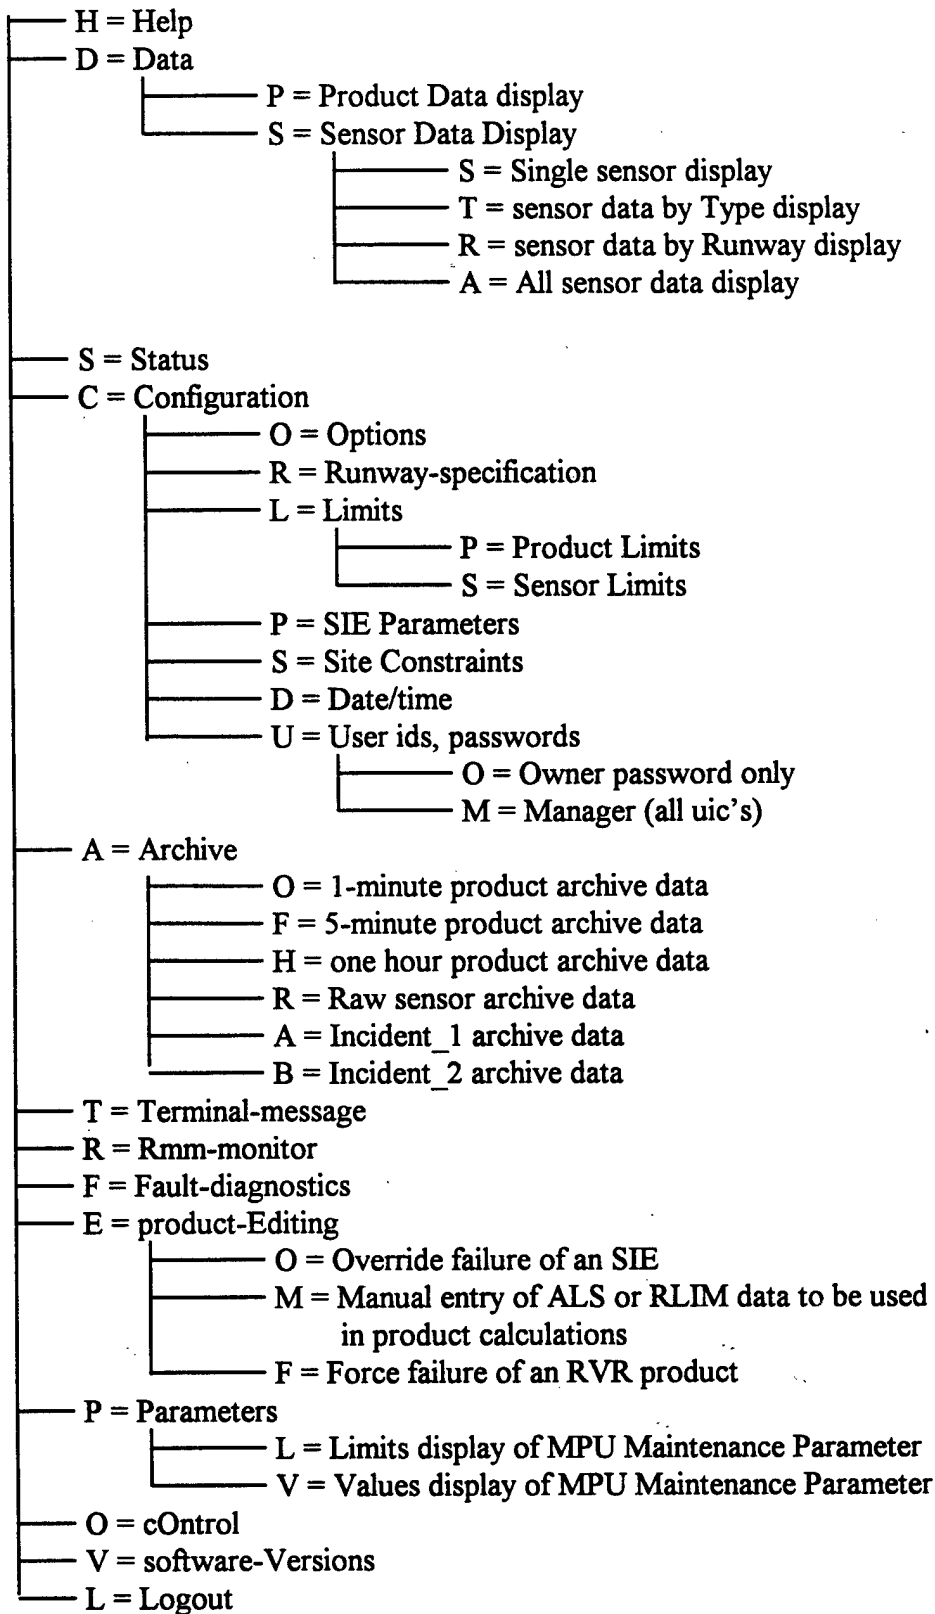 H = Help
D = Data
P = Product Data display
S = Sensor Data Display
S = Single sensor display
T = sensor data by Type display
R = sensor data by Runway display
A = All sensor data display
S = Status
C = Configuration
O = Options
R = Runway-specification
L = Limits
P = Product Limits
S = Sensor Limits
P = SIE Parameters
S = Site Constraints
D = Date/time
U = User ids, passwords
O = Owner password only
M = Manager (all uic's)
A = Archive
O = 1-minute product archive data
F = 5-minute product archive data
H = one hour product archive data
R = Raw sensor archive data
A = Incident_1 archive data
B = Incident_2 archive data
T = Terminal-message
R = Rmm-monitor
F = Fault-diagnostics
E = product-Editing
O = Override failure of an SIE
M = Manual entry of ALS or RLIM data to be used
in product calculations
F = Force failure of an RVR product
P = Parameters
L = Limits display of MPU Maintenance Parameter
V = Values display of MPU Maintenance Parameter
O = cOntrol
V = software-Versions
L = Logout